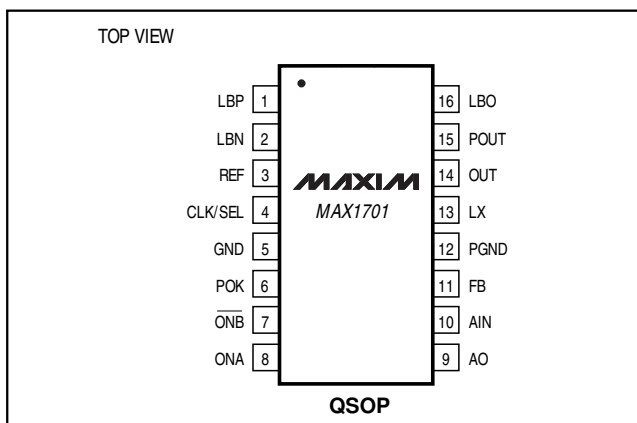 TOP VIEW
LBP 1 16 LBO
LBN 2 15 POUT
REF 3 MAXIM 14 OUT
CLK/SEL 4 MAX1701 13 LX
GND 5 12 PGND
POK 6 11 FB
O̅N̅B̅ 7 10 AIN
ONA 8 9 AO
QSOP